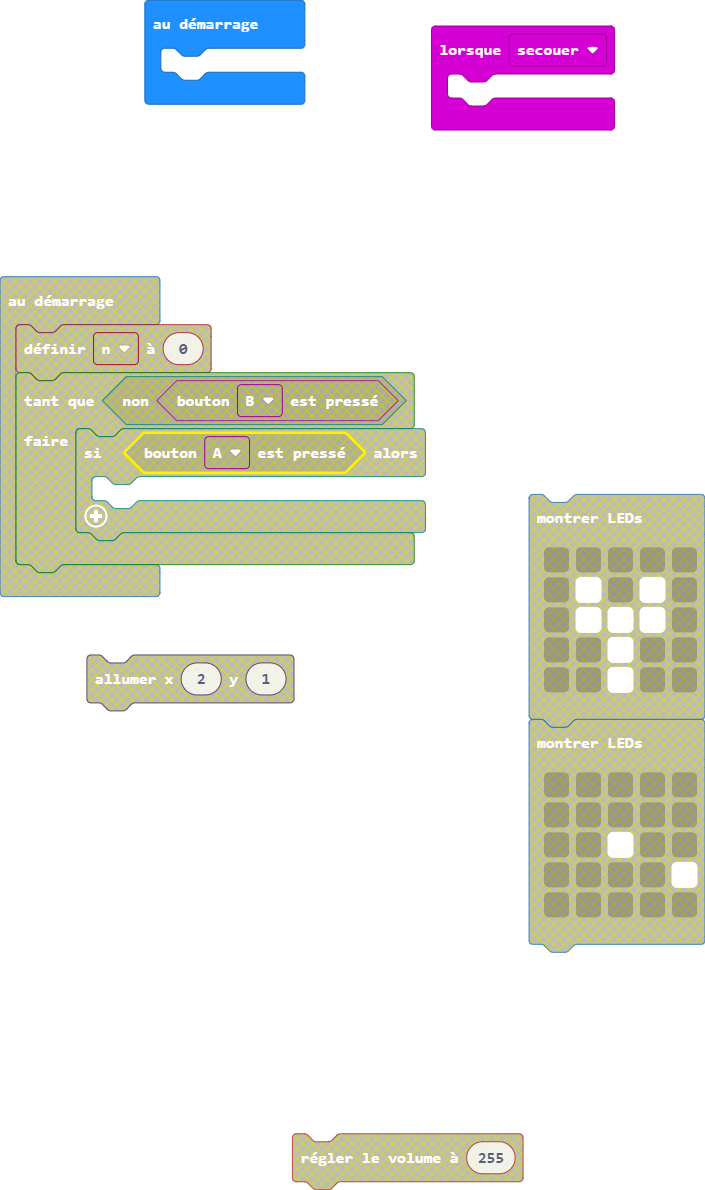 au démarrage
lorsque secouer
au démarrage
définir n à 0
tant que non bouton B est pressé
faire
si bouton A est pressé alors
montrer LEDs
allumer x 2 y 1
montrer LEDs
régler le volume à 255